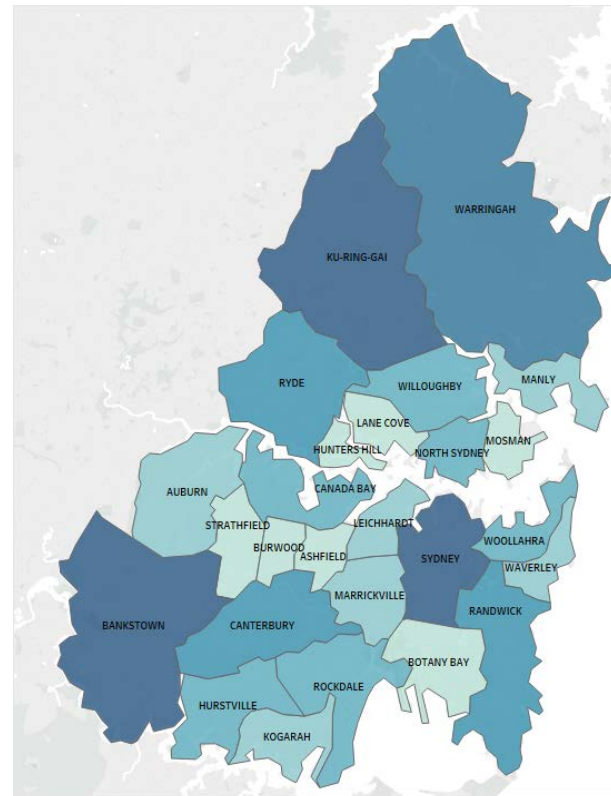 WARRINGAH
KU-RING-GAI
MANLY
RYDE
WILLOUGHBY
LANE COVE
MOSMAN
HUNTERS HILL
NORTH SYDNEY
AUBURN
CANADA BAY
STRATHFIELD
LEICHHARDT
BURWOOD
ASHFIELD
SYDNEY
WOOLLAHRA
WAVERLEY
MARRICKVILLE
RANDWICK
BANKSTOWN
CANTERBURY
BOTANY BAY
ROCKDALE
HURSTVILLE
KOGARAH